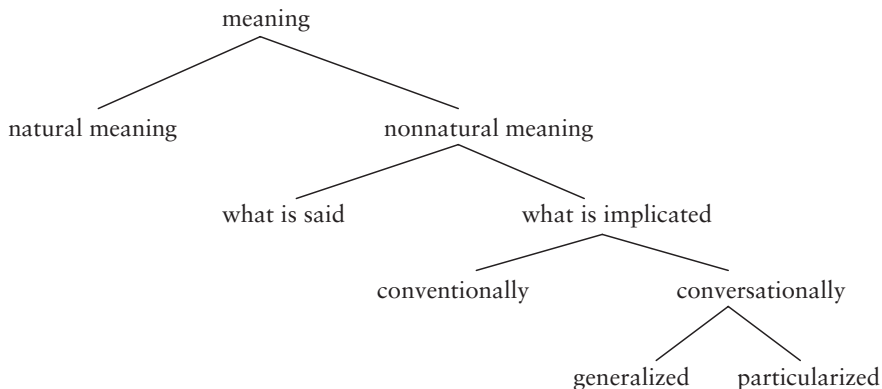 meaning
natural meaning nonnatural meaning
what is said what is implicated
conventionally conversationally
generalized particularized